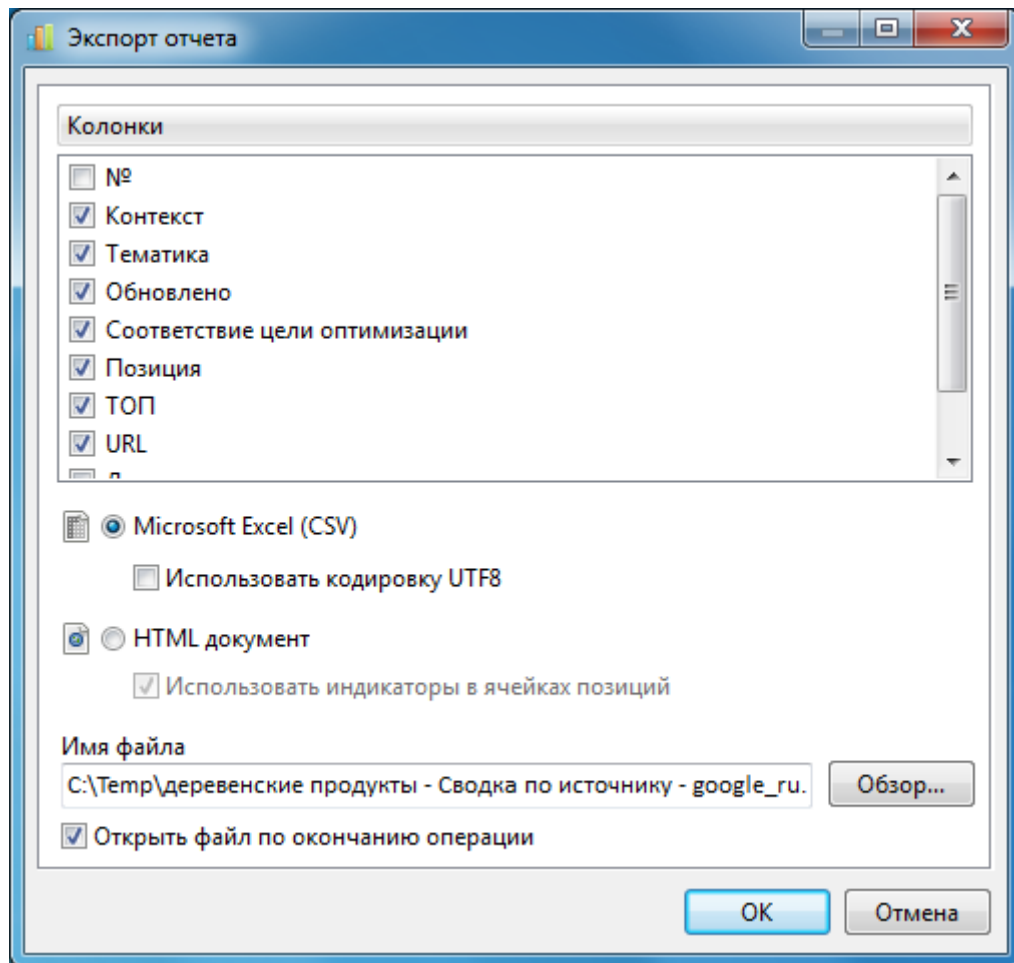 Экспорт отчета
Колонки
№
Контекст
Тематика
Обновлено
Соответствие цели оптимизации
Позиция
ТОП
URL
Microsoft Excel (CSV)
Использовать кодировку UTF8
HTML документ
Использовать индикаторы в ячейках позиций
Имя файла
C:\Temp\деревенские продукты - Сводка по источнику - google_ru.
Обзор...
Открыть файл по окончанию операции
OK
Отмена